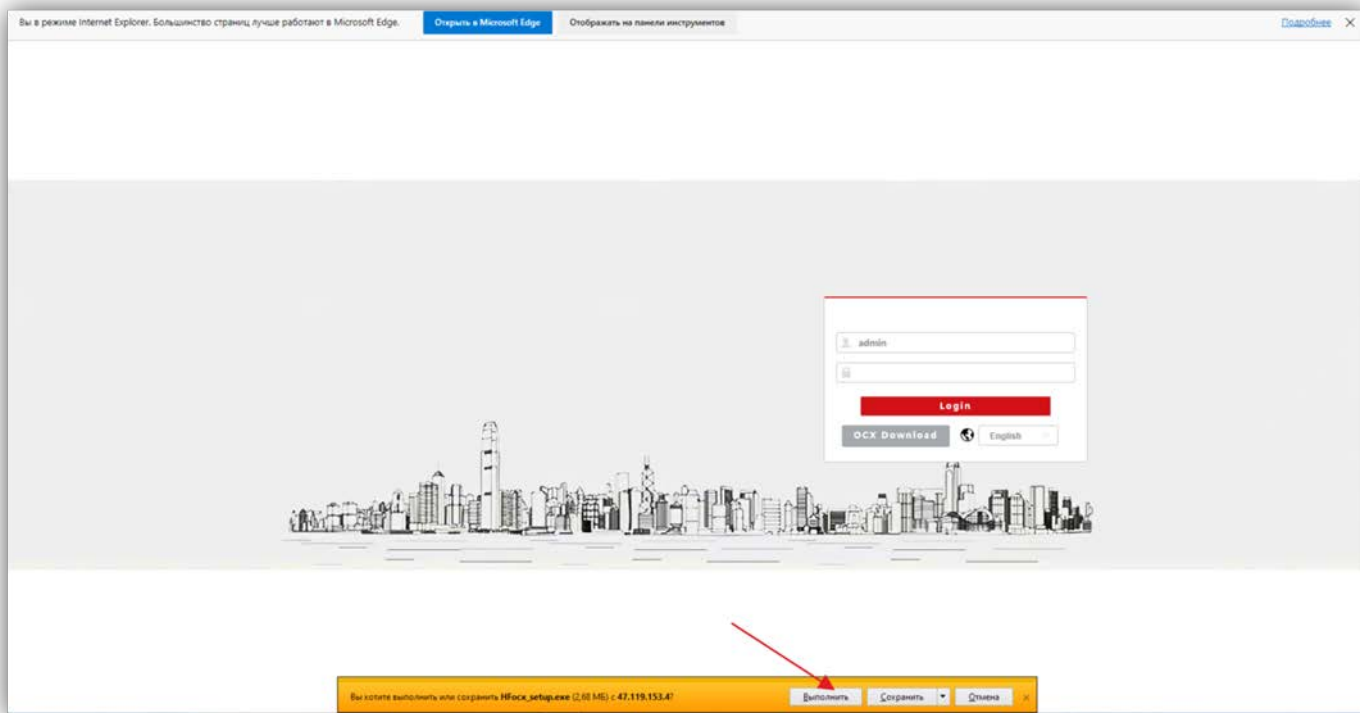 Вы в режиме Internet Explorer. Большинство страниц лучше работают в Microsoft Edge. Открыть в Microsoft Edge Отображать на панели инструментов Подробнее
admin
Login
OCX Download English
Вы хотите выполнить или сохранить HFocx_setup.exe (2,68 МБ) с 47.119.153.4? Выполнить Сохранить Отмена